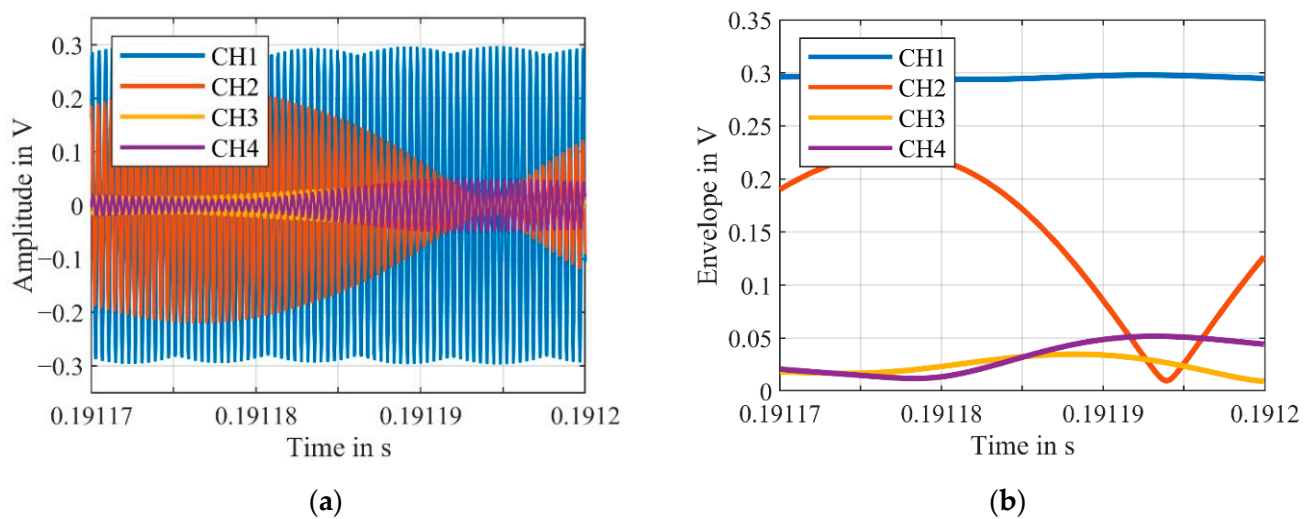 Amplitude in V
0.3
0.2
0.1
0
−0.1
−0.2
−0.3
CH1
CH2
CH3
CH4
0.19117
0.19118
0.19119
0.1912
Time in s
(a)
Envelope in V
0.35
0.3
0.25
0.2
0.15
0.1
0.05
0
CH1
CH2
CH3
CH4
0.19117
0.19118
0.19119
0.1912
Time in s
(b)